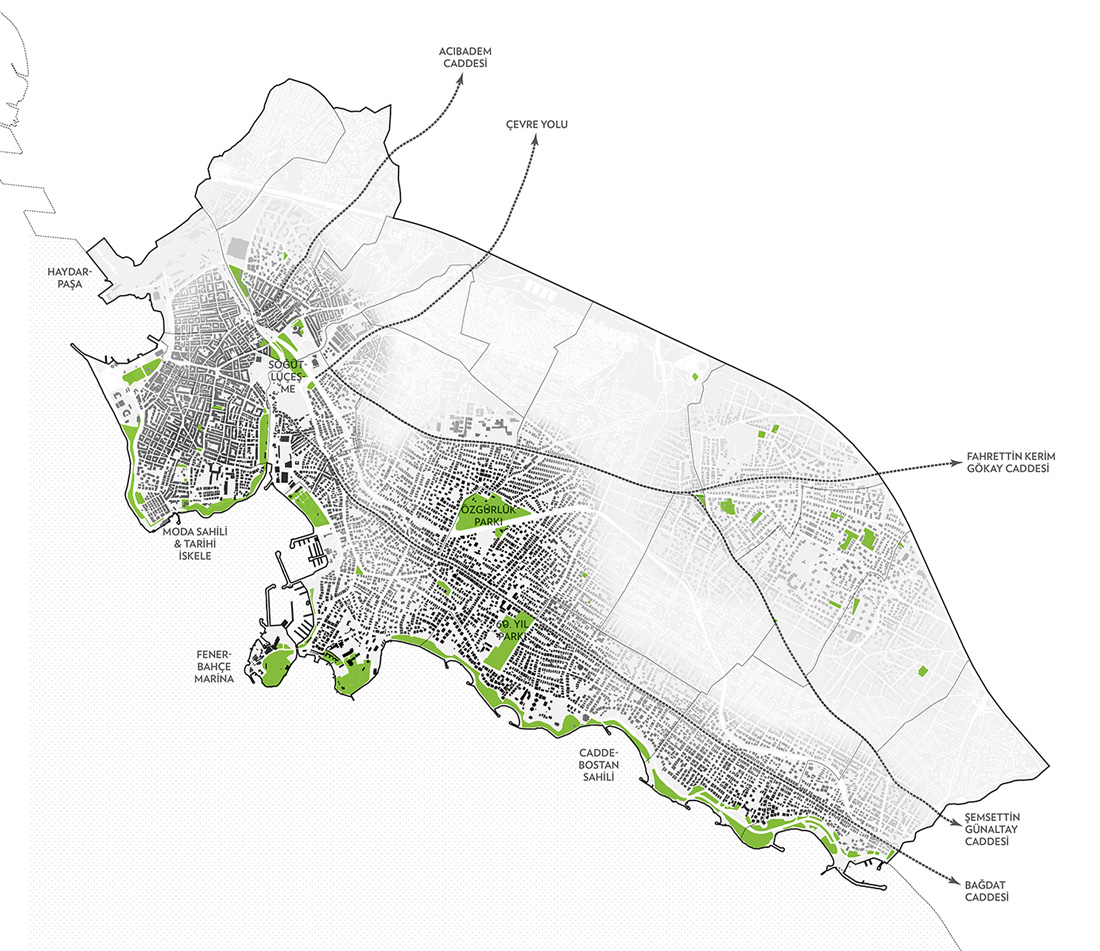 ACIBADEM
CADDESİ
ÇEVRE YOLU
HAYDAR-
PAŞA
SÖĞÜT-
LÜÇEŞ-
ME
FAHRETTİN KERİM
GÖKAY CADDESİ
ÖZGÜRLÜK
PARKI
MODA SAHİLİ
& TARİHİ
İSKELE
60. YIL
PARKI
FENER-
BAHÇE
MARİNA
CADDE-
BOSTAN
SAHİLİ
ŞEMSETTİN
GÜNALTAY
CADDESİ
BAĞDAT
CADDESİ